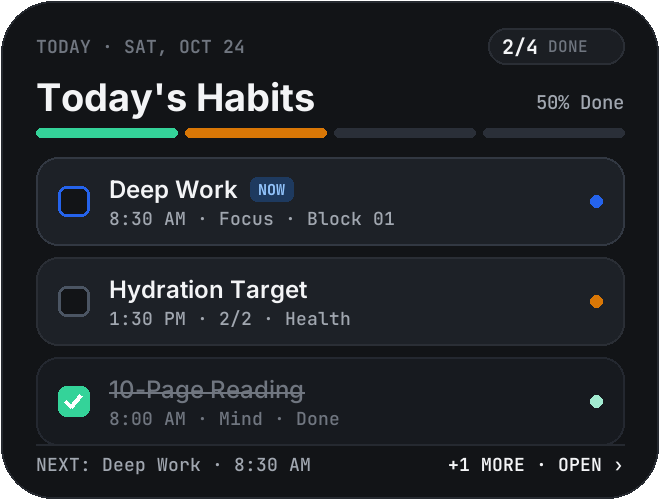 TODAY · SAT, OCT 24
2/4 DONE
Today's Habits
50% Done
Deep Work NOW
8:30 AM · Focus · Block 01
Hydration Target
1:30 PM · 2/2 · Health
10-Page Reading
8:00 AM · Mind · Done
NEXT: Deep Work · 8:30 AM
+1 MORE · OPEN ›